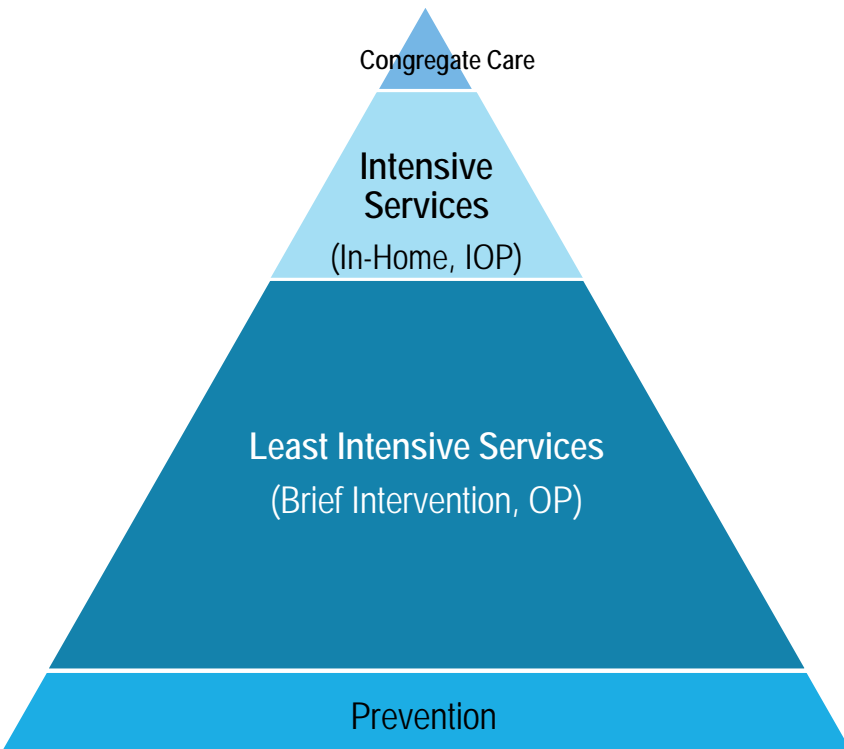 Congregate Care
Intensive
Services
(In-Home, IOP)
Least Intensive Services
(Brief Intervention, OP)
Prevention